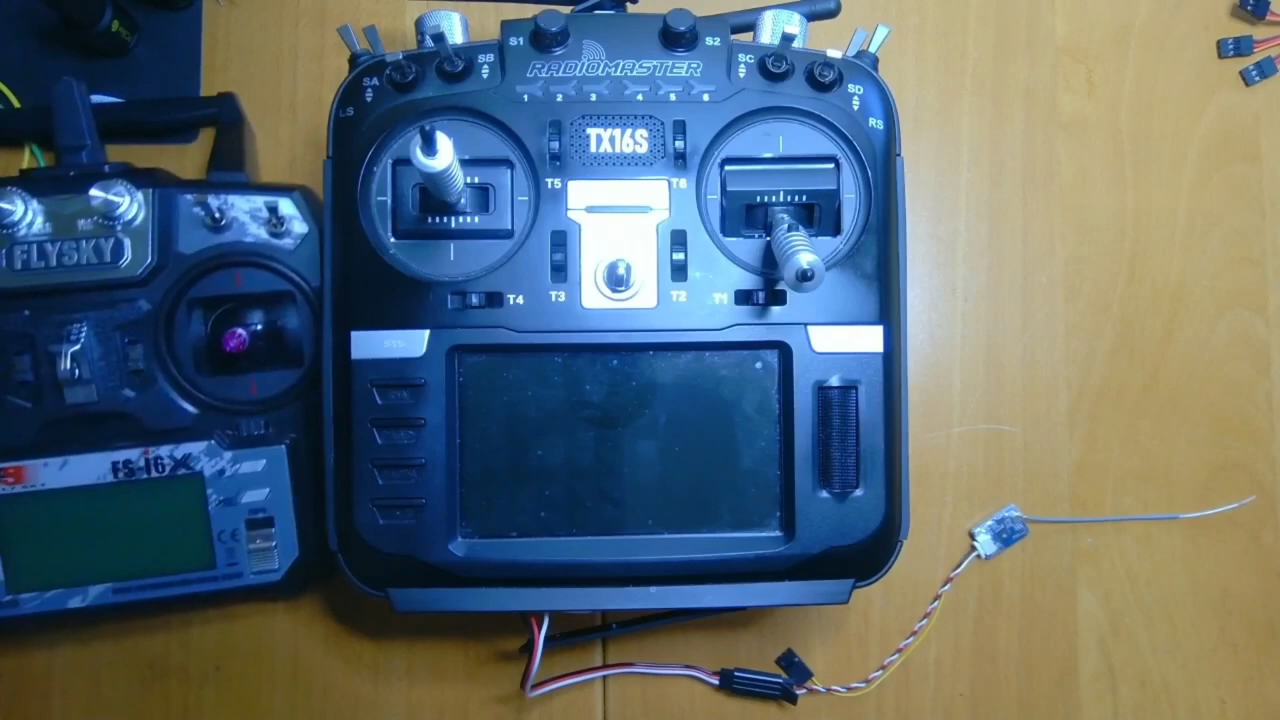 S1
S2
SB
SC
SA
SD
LS
RS
RADIOMASTER
1 2 3 4 5 6
TX16S
T5
T6
T3
T2
T4
T1
FLYSKY
FS-i6X
CE